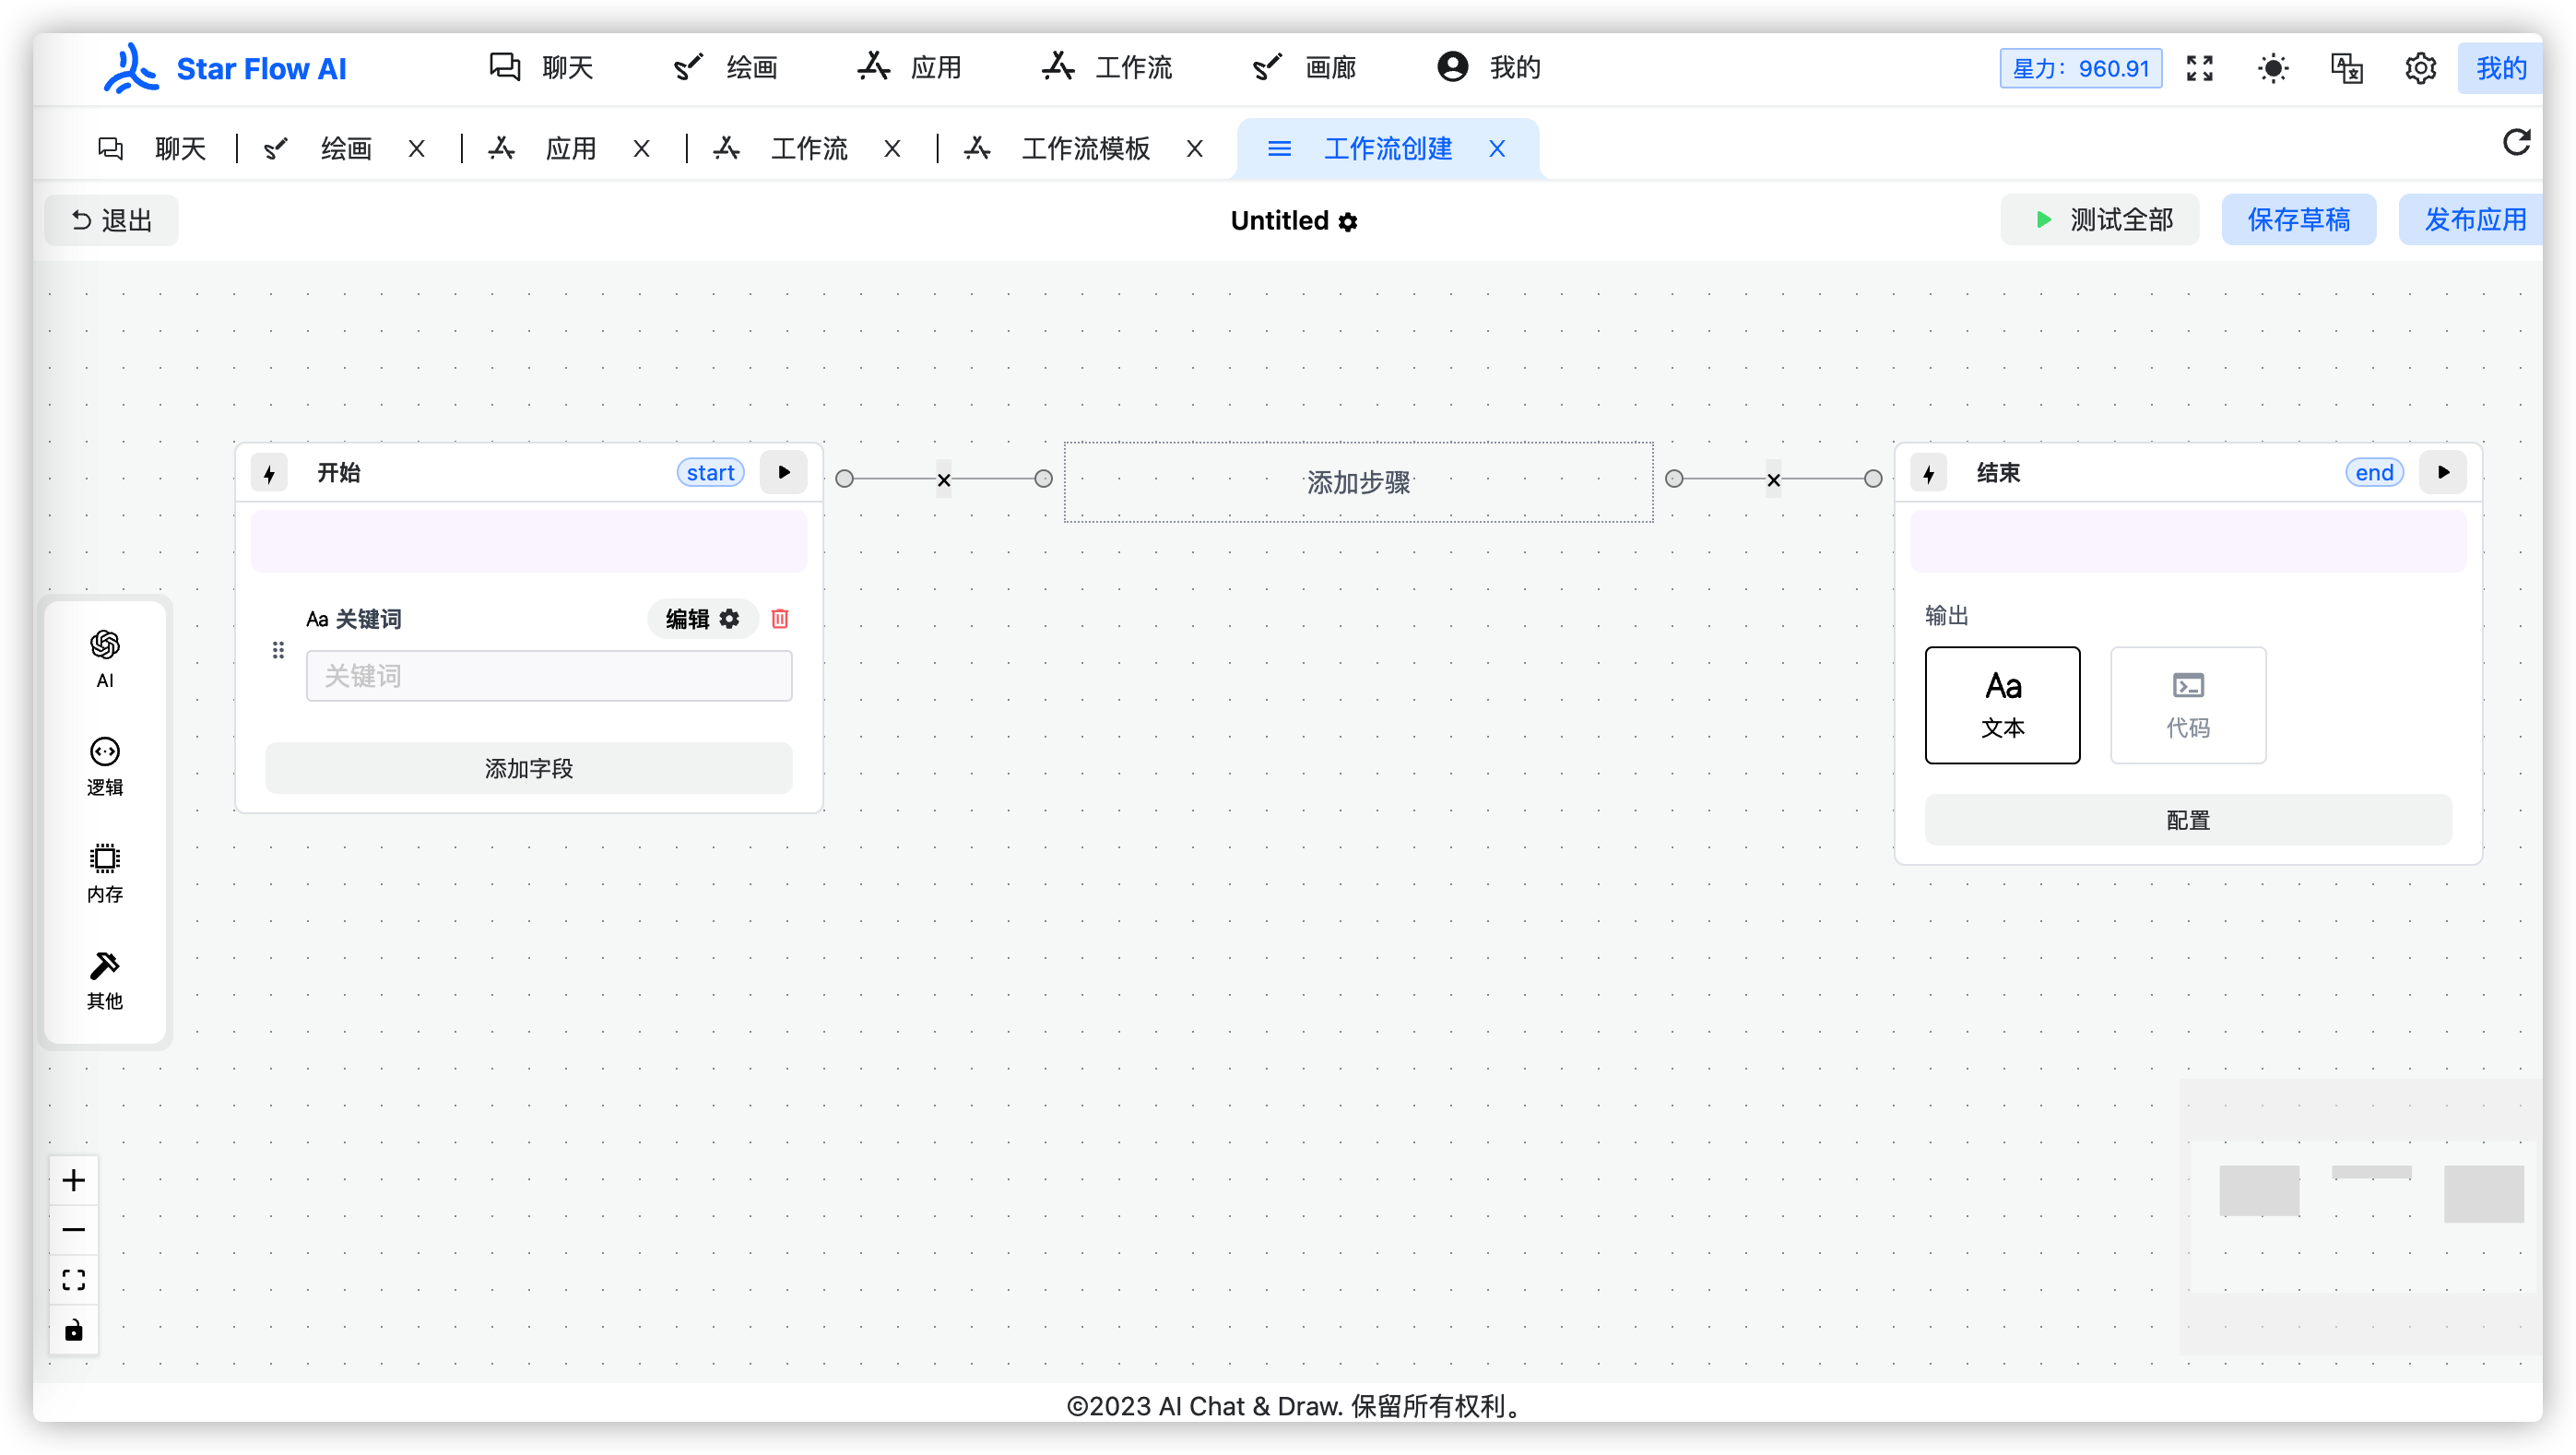 Star Flow AI 聊天 绘画 应用 工作流 画廊 我的 星力：960.91 我的
聊天 绘画 X 应用 X 工作流 X 工作流模板 X 工作流创建 X
退出 Untitled 测试全部 保存草稿 发布应用
开始 start
添加步骤
结束 end
Aa 关键词 编辑
关键词
添加字段
输出
Aa
文本
代码
配置
AI
逻辑
内存
其他
©2023 AI Chat & Draw. 保留所有权利。